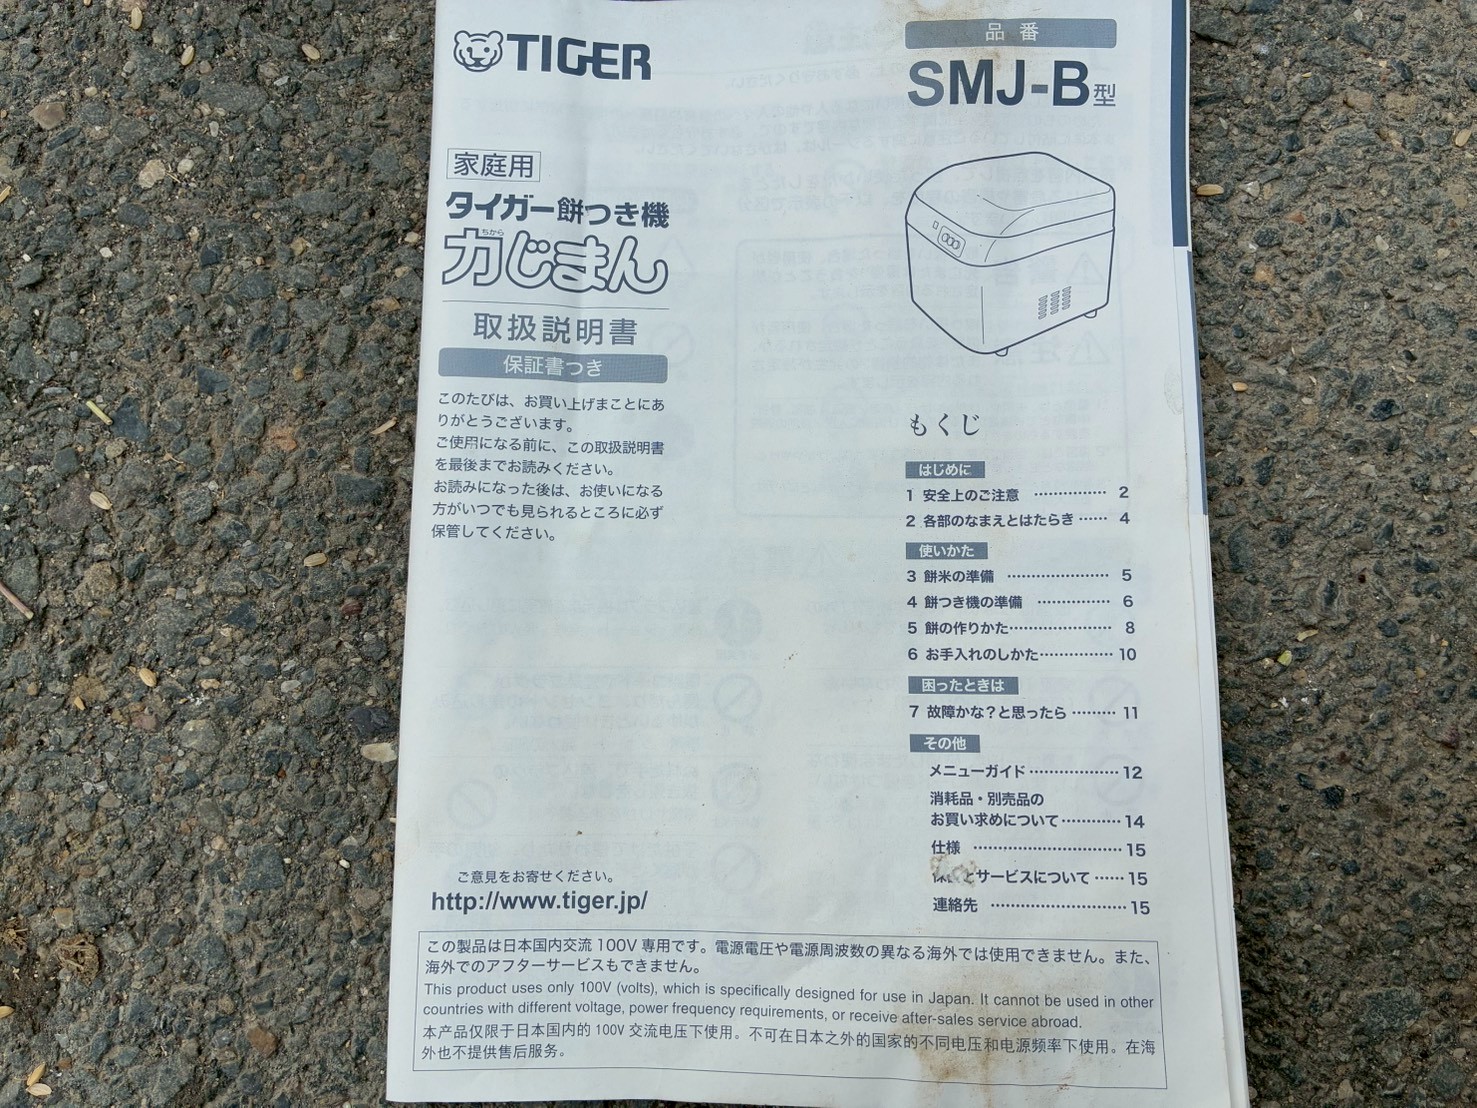 TIGER
家庭用
タイガー餅つき機
ちから
力じまん
取扱説明書
保証書つき
このたびは、お買い上げまことにあ
りがとうございます。
ご使用になる前に、この取扱説明書
を最後までお読みください。
お読みになった後は、お使いになる
方がいつでも見られるところに必ず
保管してください。
ご意見をお寄せください。
http://www.tiger.jp/
品番
SMJ-B型
もくじ
はじめに
1 安全上のご注意 …………… 2
2 各部のなまえとはたらき …… 4
使いかた
3 餅米の準備 ………………… 5
4 餅つき機の準備 …………… 6
5 餅の作りかた………………… 8
6 お手入れのしかた…………… 10
困ったときは
7 故障かな？と思ったら ……… 11
その他
メニューガイド……………… 12
消耗品・別売品の
お買い求めについて………… 14
仕様 ………………………… 15
とサービスについて …… 15
連絡先 ……………………… 15
この製品は日本国内交流 100V 専用です。電源電圧や電源周波数の異なる海外では使用できません。また、
海外でのアフターサービスもできません。
This product uses only 100V (volts), which is specifically designed for use in Japan. It cannot be used in other
countries with different voltage, power frequency requirements, or receive after-sales service abroad.
本产品仅限于日本国内的 100V 交流电压下使用。不可在日本之外的国家的不同电压和电源频率下使用。在海
外也不提供售后服务。